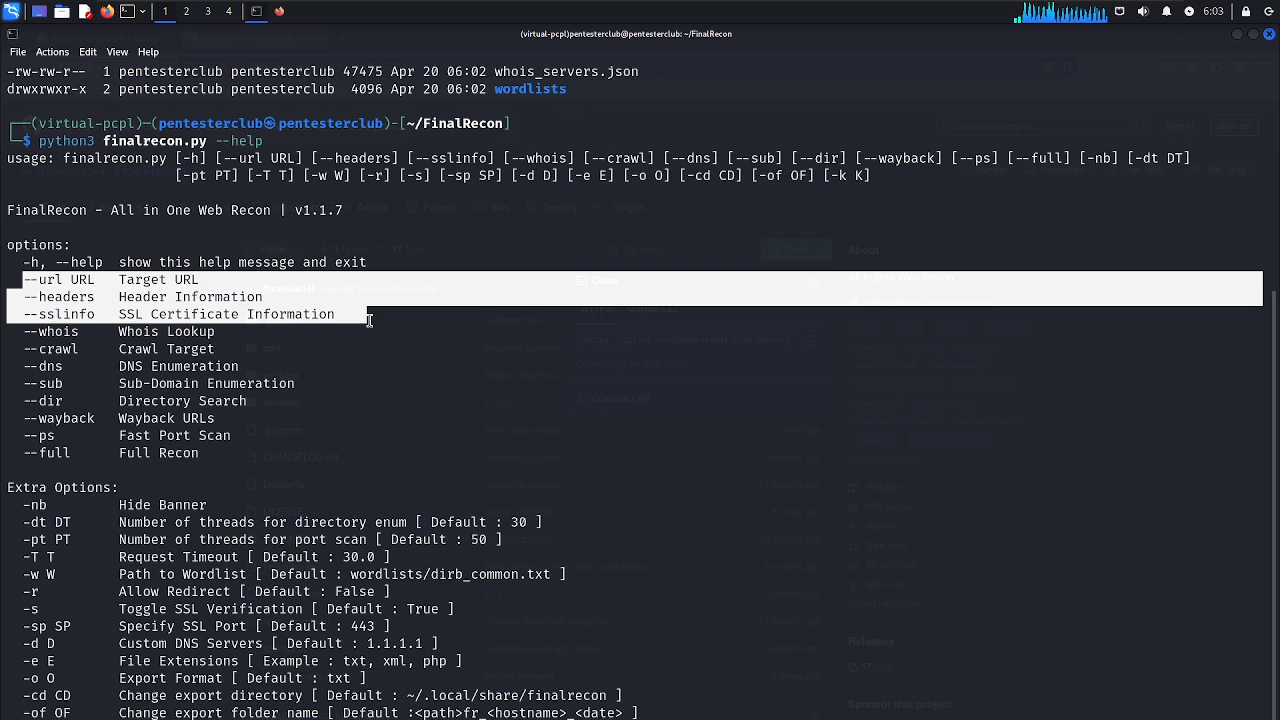 1 2 3 4 6:03
(virtual-pcpl)pentesterclub@pentesterclub: ~/FinalRecon
File Actions Edit View Help
-rw-rw-r-- 1 pentesterclub pentesterclub 47475 Apr 20 06:02 whois_servers.json
drwxrwxr-x 2 pentesterclub pentesterclub 4096 Apr 20 06:02 wordlists
(virtual-pcpl)-(pentesterclub㉿pentesterclub)-[~/FinalRecon]
$ python3 finalrecon.py --help
usage: finalrecon.py [-h] [--url URL] [--headers] [--sslinfo] [--whois] [--crawl] [--dns] [--sub] [--dir] [--wayback] [--ps] [--full] [-nb] [-dt DT]
[-pt PT] [-T T] [-w W] [-r] [-s] [-sp SP] [-d D] [-e E] [-o O] [-cd CD] [-of OF] [-k K]
FinalRecon - All in One Web Recon | v1.1.7
options:
-h, --help show this help message and exit
--url URL Target URL
--headers Header Information
--sslinfo SSL Certificate Information
--whois Whois Lookup
--crawl Crawl Target
--dns DNS Enumeration
--sub Sub-Domain Enumeration
--dir Directory Search
--wayback Wayback URLs
--ps Fast Port Scan
--full Full Recon
Extra Options:
-nb Hide Banner
-dt DT Number of threads for directory enum [ Default : 30 ]
-pt PT Number of threads for port scan [ Default : 50 ]
-T T Request Timeout [ Default : 30.0 ]
-w W Path to Wordlist [ Default : wordlists/dirb_common.txt ]
-r Allow Redirect [ Default : False ]
-s Toggle SSL Verification [ Default : True ]
-sp SP Specify SSL Port [ Default : 443 ]
-d D Custom DNS Servers [ Default : 1.1.1.1 ]
-e E File Extensions [ Example : txt, xml, php ]
-o O Export Format [ Default : txt ]
-cd CD Change export directory [ Default : ~/.local/share/finalrecon ]
-of OF Change export folder name [ Default :<path>fr_<hostname>_<date> ]